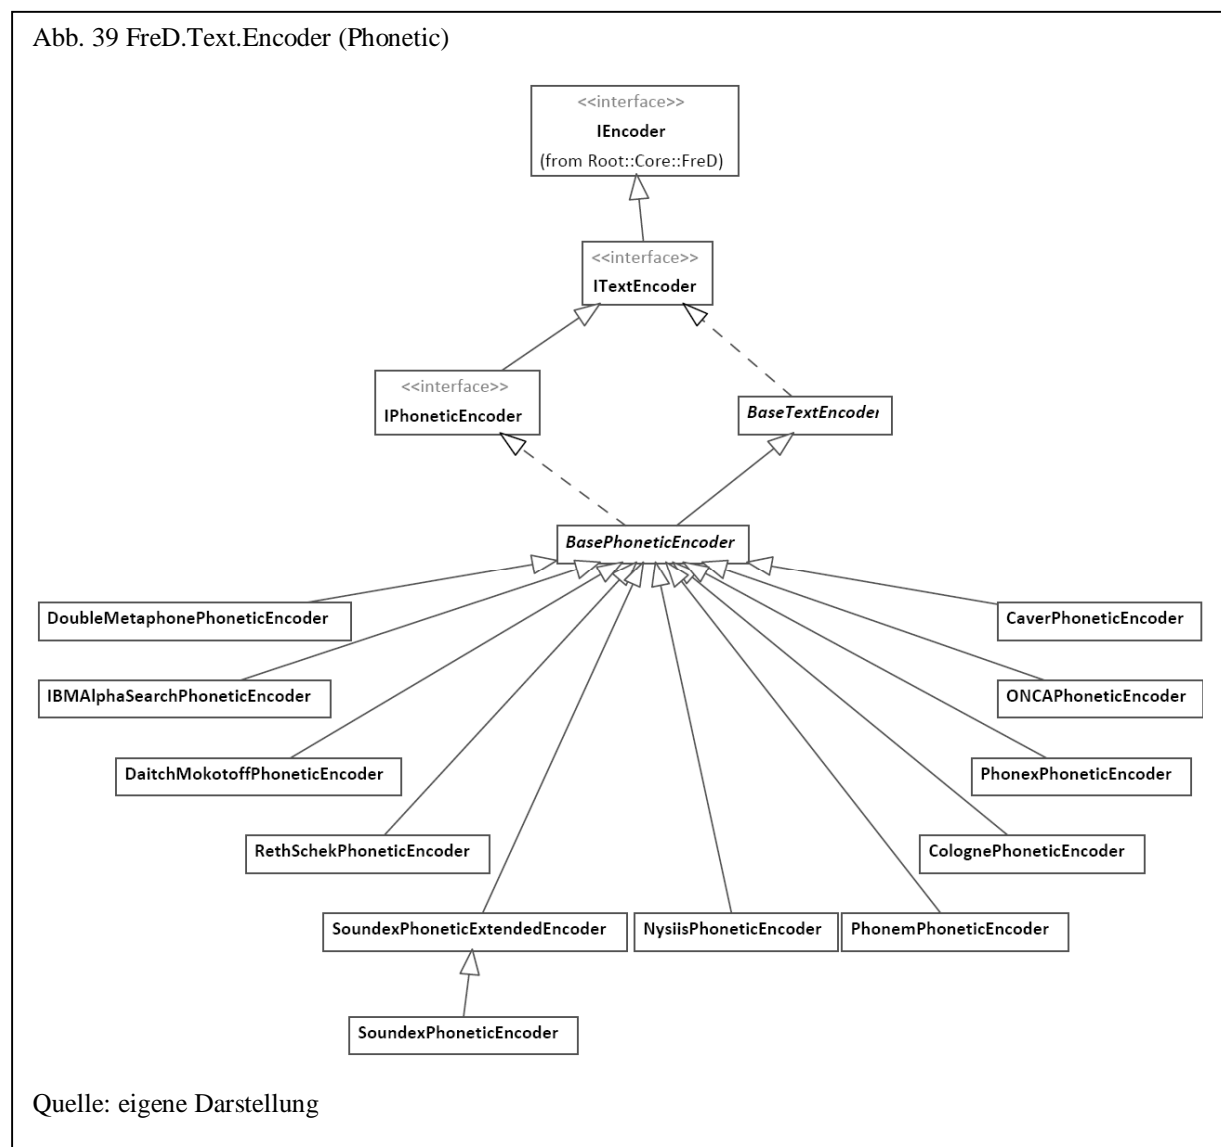 Abb. 39 FreD.Text.Encoder (Phonetic)
<<interface>>
IEncoder
(from Root::Core::FreD)
<<interface>>
ITextEncoder
<<interface>>
IPhoneticEncoder
BaseTextEncoder
BasePhoneticEncoder
DoubleMetaphonePhoneticEncoder
CaverPhoneticEncoder
IBMAlphaSearchPhoneticEncoder
ONCAPhoneticEncoder
DaitchMokotoffPhoneticEncoder
PhonexPhoneticEncoder
RethSchekPhoneticEncoder
ColognePhoneticEncoder
SoundexPhoneticExtendedEncoder
NysiisPhoneticEncoder
PhonemPhoneticEncoder
SoundexPhoneticEncoder
Quelle: eigene Darstellung